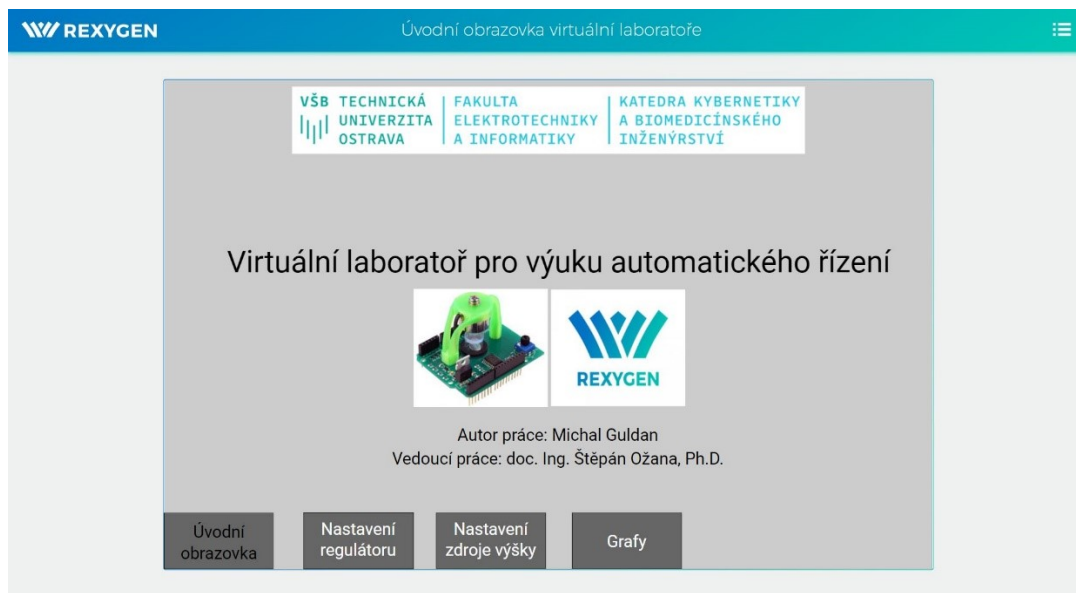 REXYGEN
Úvodní obrazovka virtuální laboratoře
VŠB TECHNICKÁ
UNIVERZITA
OSTRAVA
FAKULTA
ELEKTROTECHNIKY
A INFORMATIKY
KATEDRA KYBERNETIKY
A BIOMEDICÍNSKÉHO
INŽENÝRSTVÍ
Virtuální laboratoř pro výuku automatického řízení
REXYGEN
Autor práce: Michal Guldan
Vedoucí práce: doc. Ing. Štěpán Ožana, Ph.D.
Úvodní
obrazovka
Nastavení
regulátoru
Nastavení
zdroje výšky
Grafy